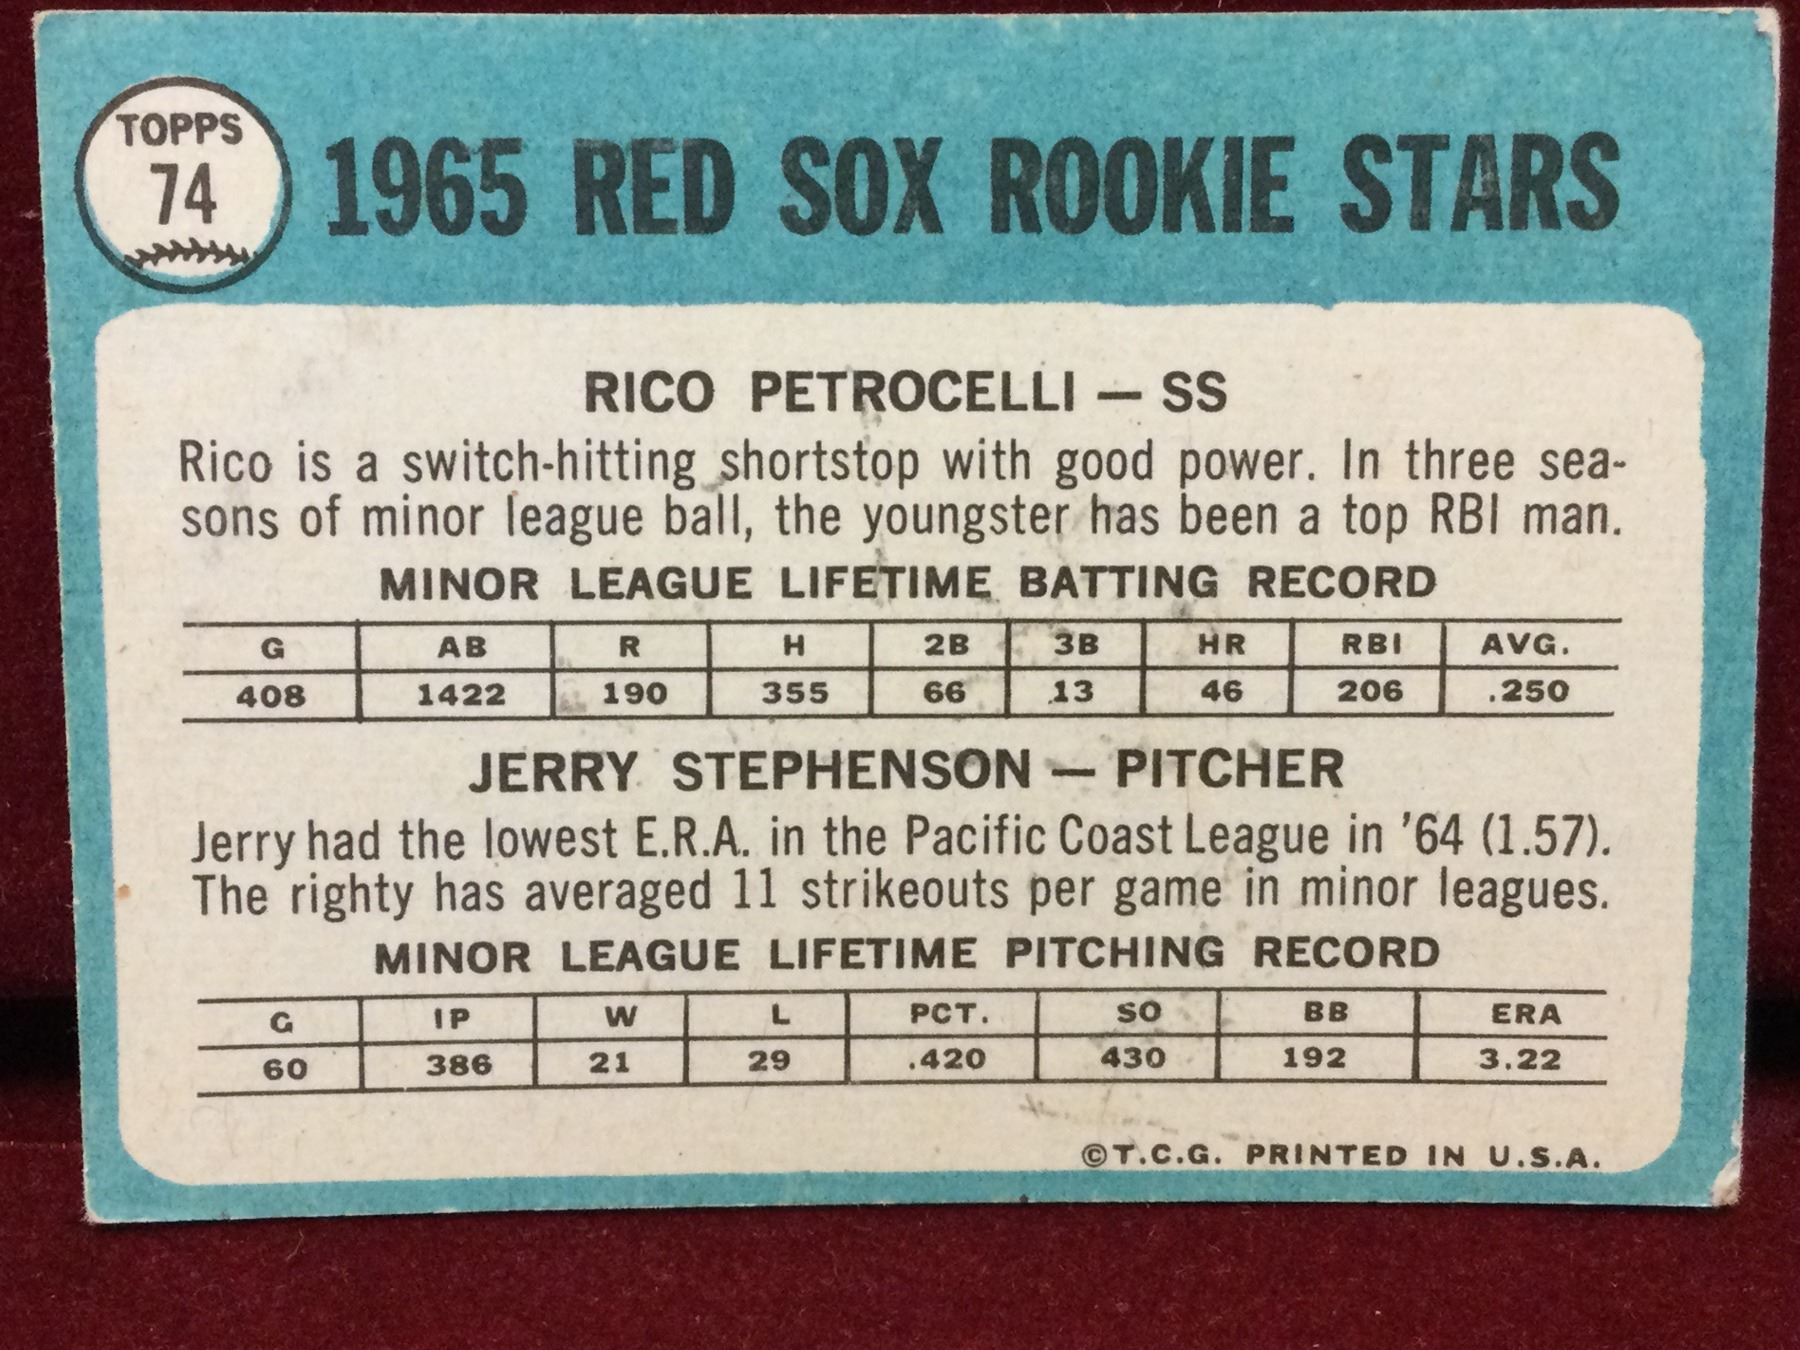 TOPPS
74
1965 RED SOX ROOKIE STARS
RICO PETROCELLI — SS
Rico is a switch-hitting shortstop with good power. In three sea-
sons of minor league ball, the youngster has been a top RBI man.
MINOR LEAGUE LIFETIME BATTING RECORD
G AB R H 2B 3B HR RBI AVG.
408 1422 190 355 66 13 46 206 .250
JERRY STEPHENSON — PITCHER
Jerry had the lowest E.R.A. in the Pacific Coast League in '64 (1.57).
The righty has averaged 11 strikeouts per game in minor leagues.
MINOR LEAGUE LIFETIME PITCHING RECORD
G IP W L PCT. SO BB ERA
60 386 21 29 .420 430 192 3.22
©T.C.G. PRINTED IN U.S.A.